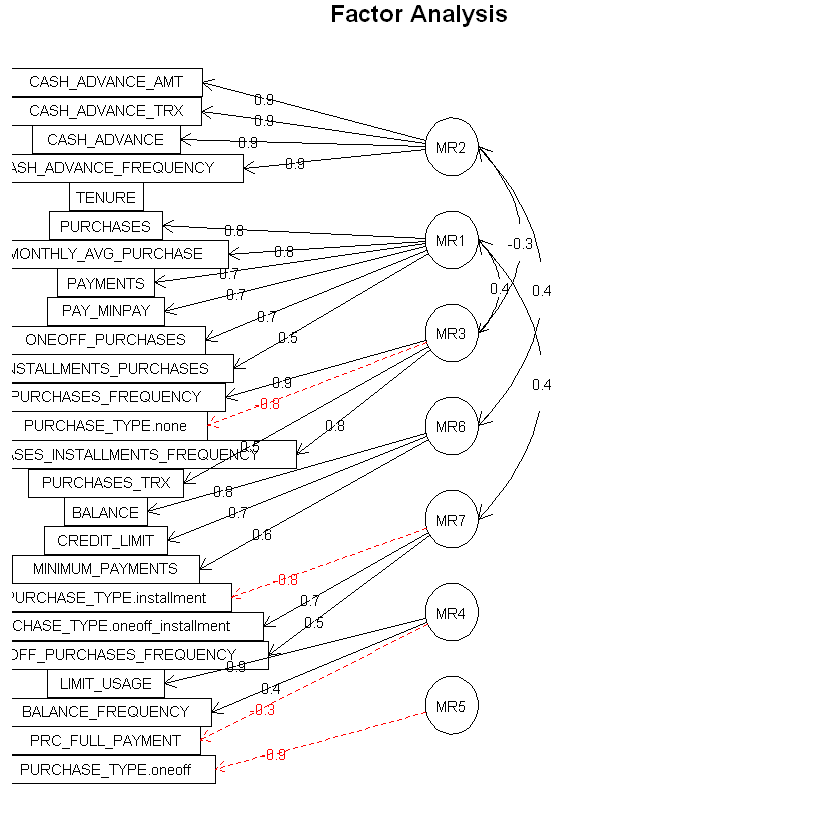 Factor Analysis
CASH_ADVANCE_AMT
CASH_ADVANCE_TRX
CASH_ADVANCE
ASH_ADVANCE_FREQUENCY
TENURE
PURCHASES
MONTHLY_AVG_PURCHASE
PAYMENTS
PAY_MINPAY
ONEOFF_PURCHASES
NSTALLMENTS_PURCHASES
PURCHASES_FREQUENCY
PURCHASE_TYPE.none
ASES_INSTALLMENTS_FREQUENCY
PURCHASES_TRX
BALANCE
CREDIT_LIMIT
MINIMUM_PAYMENTS
PURCHASE_TYPE.installment
CHASE_TYPE.oneoff_installment
OFF_PURCHASES_FREQUENCY
LIMIT_USAGE
BALANCE_FREQUENCY
PRC_FULL_PAYMENT
PURCHASE_TYPE.oneoff
0.9
0.9
0.9
0.9
0.8
0.8
0.7
0.7
0.7
0.5
0.9
-0.8
0.8
0.5
0.8
0.7
0.6
-0.8
0.7
0.5
0.9
0.4
-0.3
-0.9
MR2
MR1
MR3
MR6
MR7
MR4
MR5
-0.3
0.4
0.4
0.4